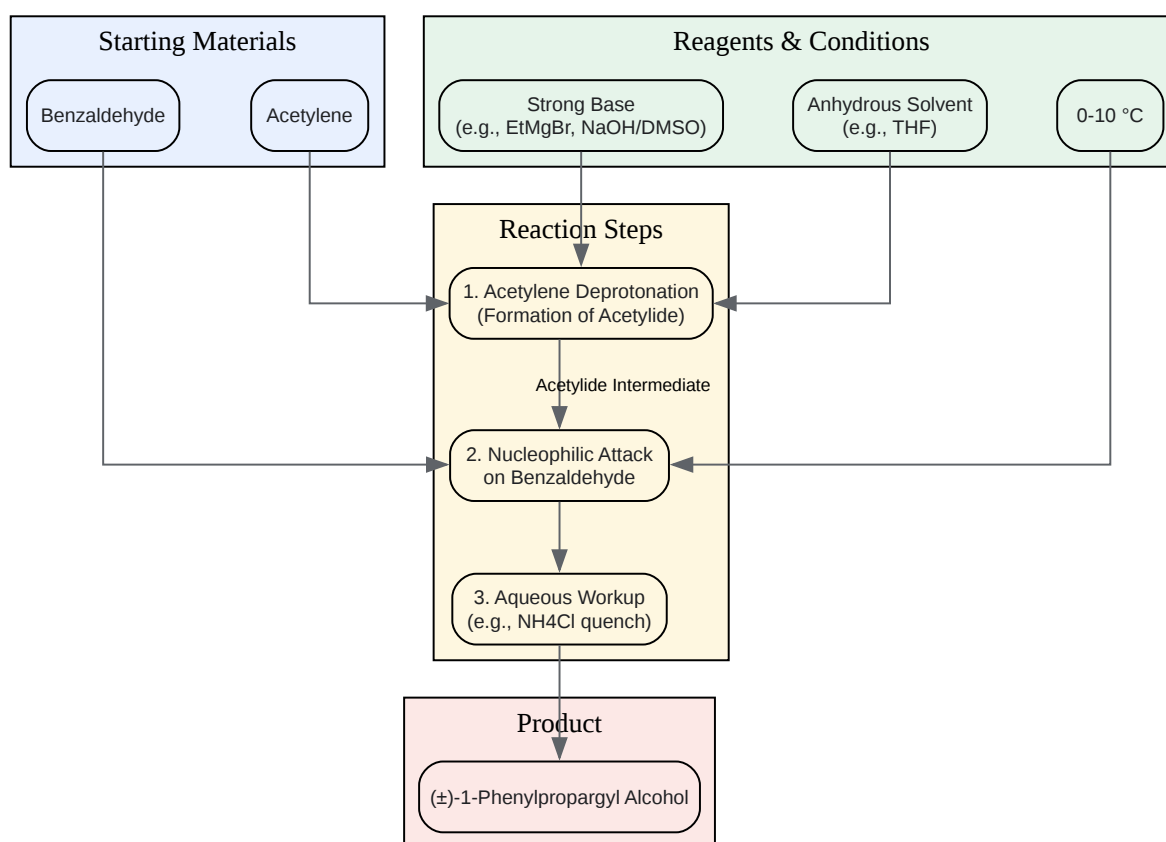 Starting Materials
Reagents & Conditions
Benzaldehyde
Acetylene
Strong Base
(e.g., EtMgBr, NaOH/DMSO)
Anhydrous Solvent
(e.g., THF)
0-10 °C
Reaction Steps
1. Acetylene Deprotonation
(Formation of Acetylide)
Acetylide Intermediate
2. Nucleophilic Attack
on Benzaldehyde
3. Aqueous Workup
(e.g., NH4Cl quench)
Product
(±)-1-Phenylpropargyl Alcohol